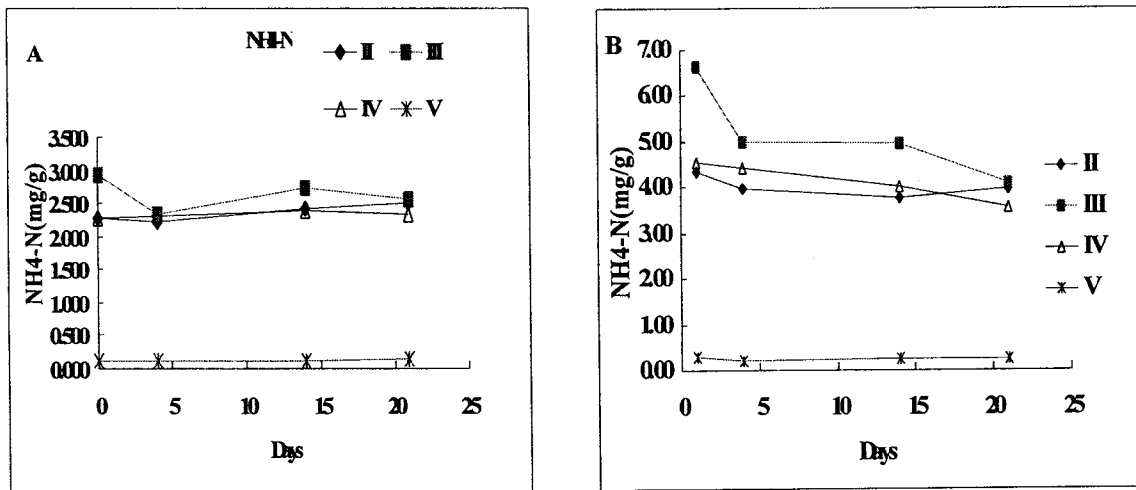 A
NH4-N
II III
IV V
3.500
3.000
2.500
2.000
1.500
1.000
0.500
0.000
NH4-N(mg/g)
0 5 10 15 20 25
Days
B
7.00
6.00
5.00
4.00
3.00
2.00
1.00
0.00
NH4-N(mg/g)
0 5 10 15 20 25
Days
II
III
IV
V